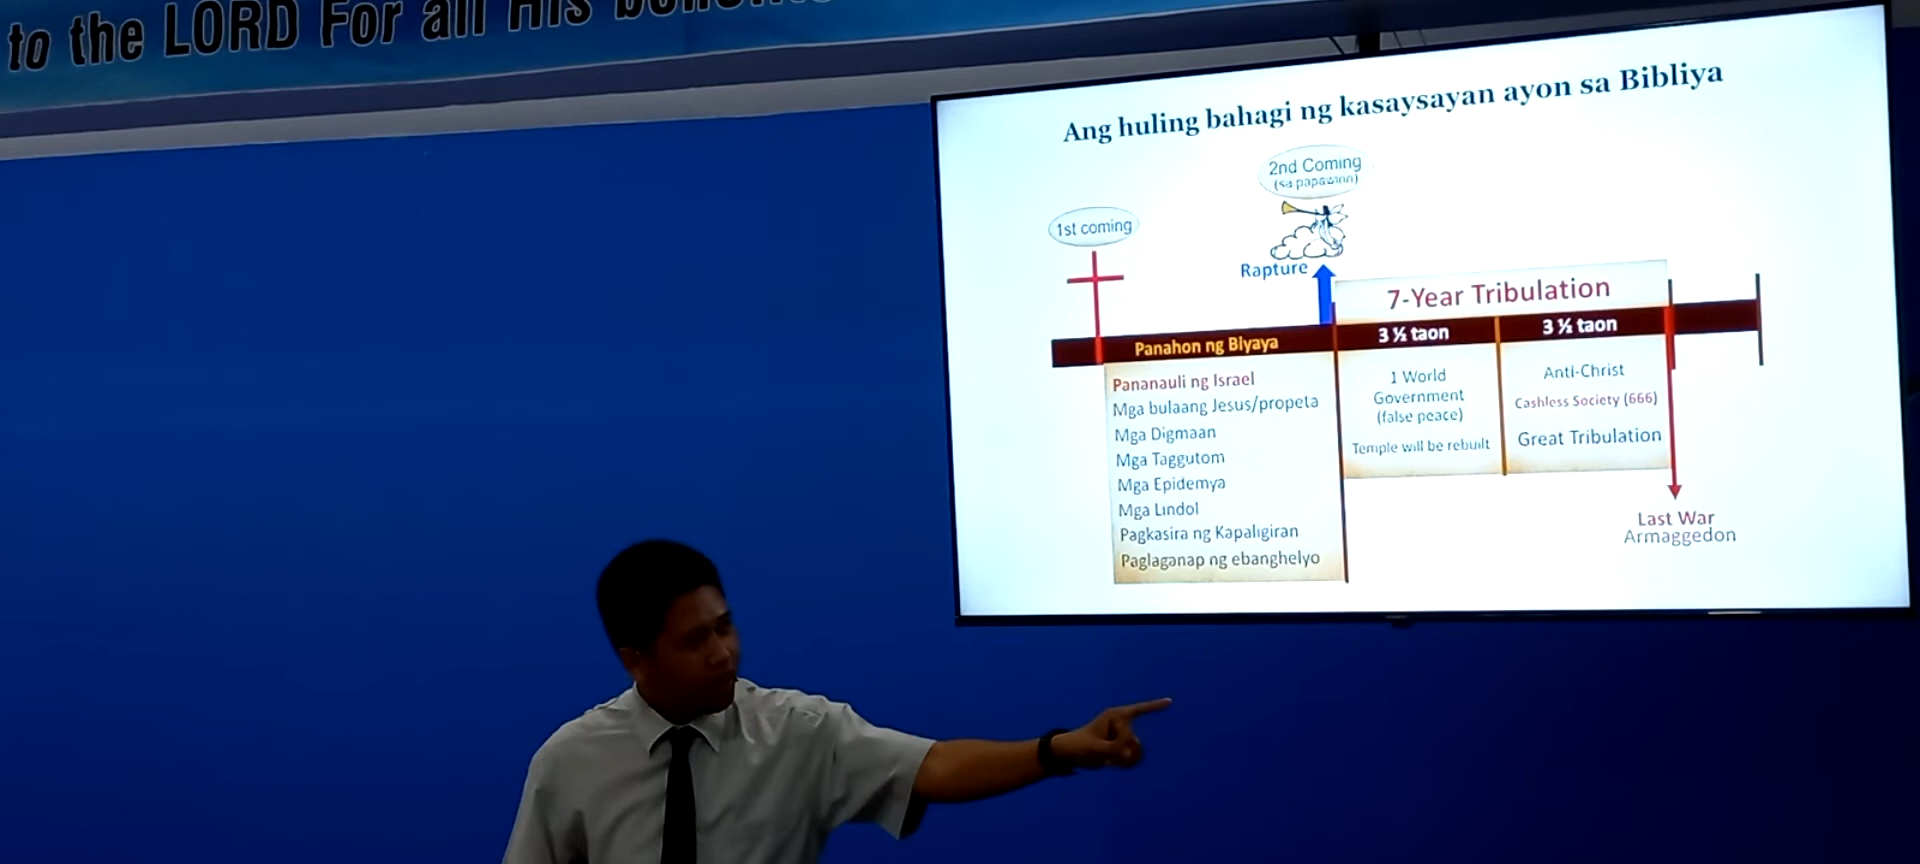 to the LORD For all His
Ang huling bahagi ng kasaysayan ayon sa Bibliya
2nd Coming
(sa papawirin)
1st coming
Rapture
7-Year Tribulation
Panahon ng Biyaya
3 ½ taon
3 ½ taon
Pananauli ng Israel
Mga bulaang Jesus/propeta
Mga Digmaan
Mga Taggutom
Mga Epidemya
Mga Lindol
Pagkasira ng Kapaligiran
Paglaganap ng ebanghelyo
1 World
Government
(false peace)
Temple will be rebuilt
Anti-Christ
Cashless Society (666)
Great Tribulation
Last War
Armaggedon